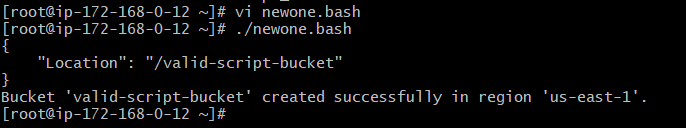 [root@ip-172-168-0-12 ~]# vi newone.bash
[root@ip-172-168-0-12 ~]# ./newone.bash
{
    "Location": "/valid-script-bucket"
}
Bucket 'valid-script-bucket' created successfully in region 'us-east-1'.
[root@ip-172-168-0-12 ~]#